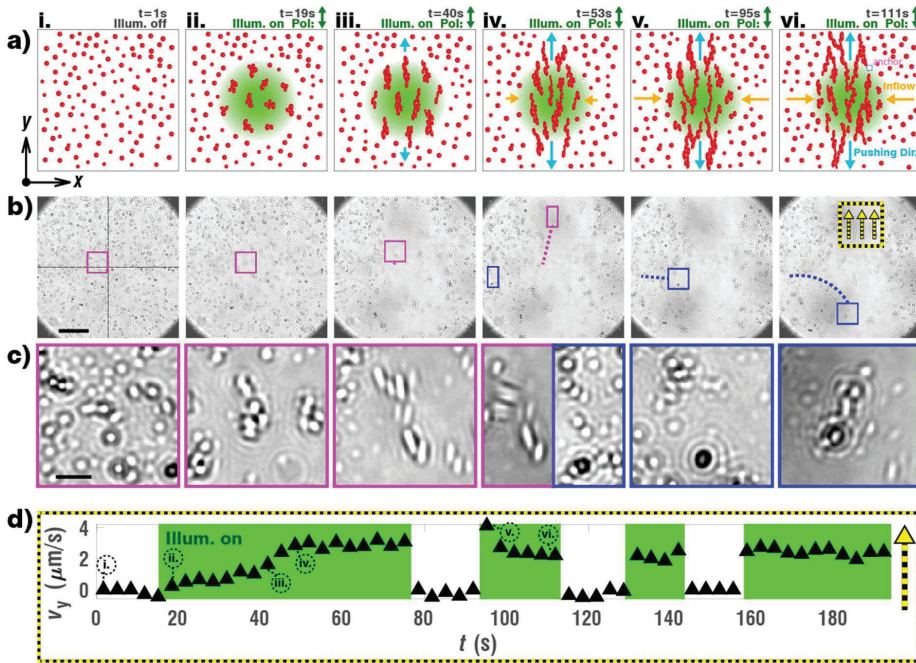 i. t=1s
Illum. off
ii. t=19s
Illum. on Pol:
iii. t=40s
Illum. on Pol:
iv. t=53s
Illum. on Pol:
v. t=95s
Illum. on Pol:
vi. t=111s
Illum. on Pol:
a)
anchor
Inflow
Pushing Dir.
y
x
b)
c)
d)
Illum. on
i.
ii.
iii.
iv.
v.
vi.
4
2
0
vy (μm/s)
0 20 40 60 80 100 120 140 160 180
t (s)